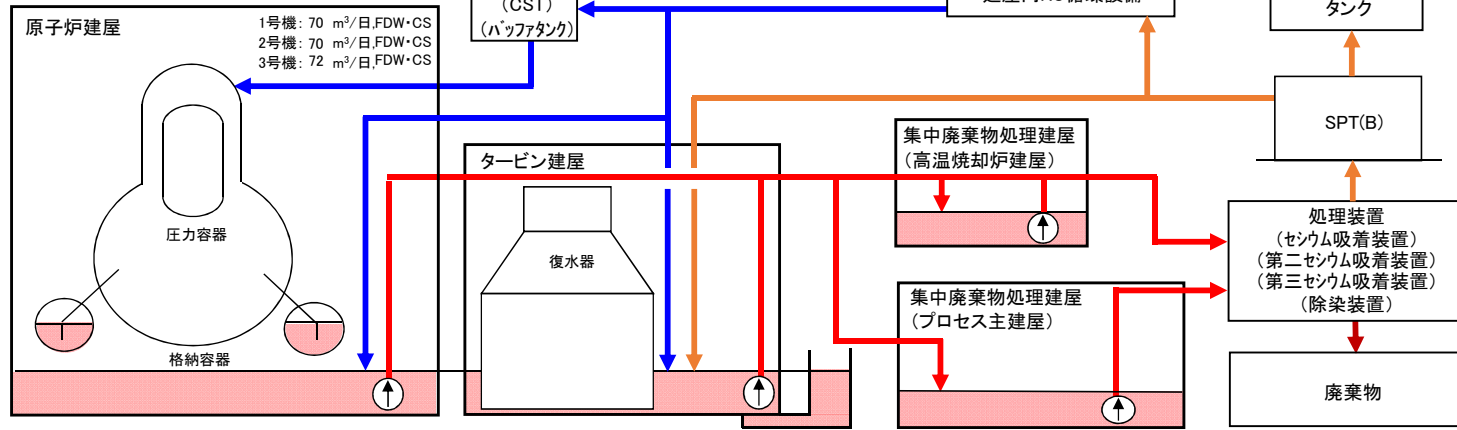 原子炉建屋
1号機: 70 m³/日,FDW・CS
2号機: 70 m³/日,FDW・CS
3号機: 72 m³/日,FDW・CS
(CST)
(バッファタンク)
タンク
SPT(B)
集中廃棄物処理建屋
(高温焼却炉建屋)
タービン建屋
圧力容器
復水器
格納容器
処理装置
(セシウム吸着装置)
(第二セシウム吸着装置)
(第三セシウム吸着装置)
(除染装置)
集中廃棄物処理建屋
(プロセス主建屋)
廃棄物